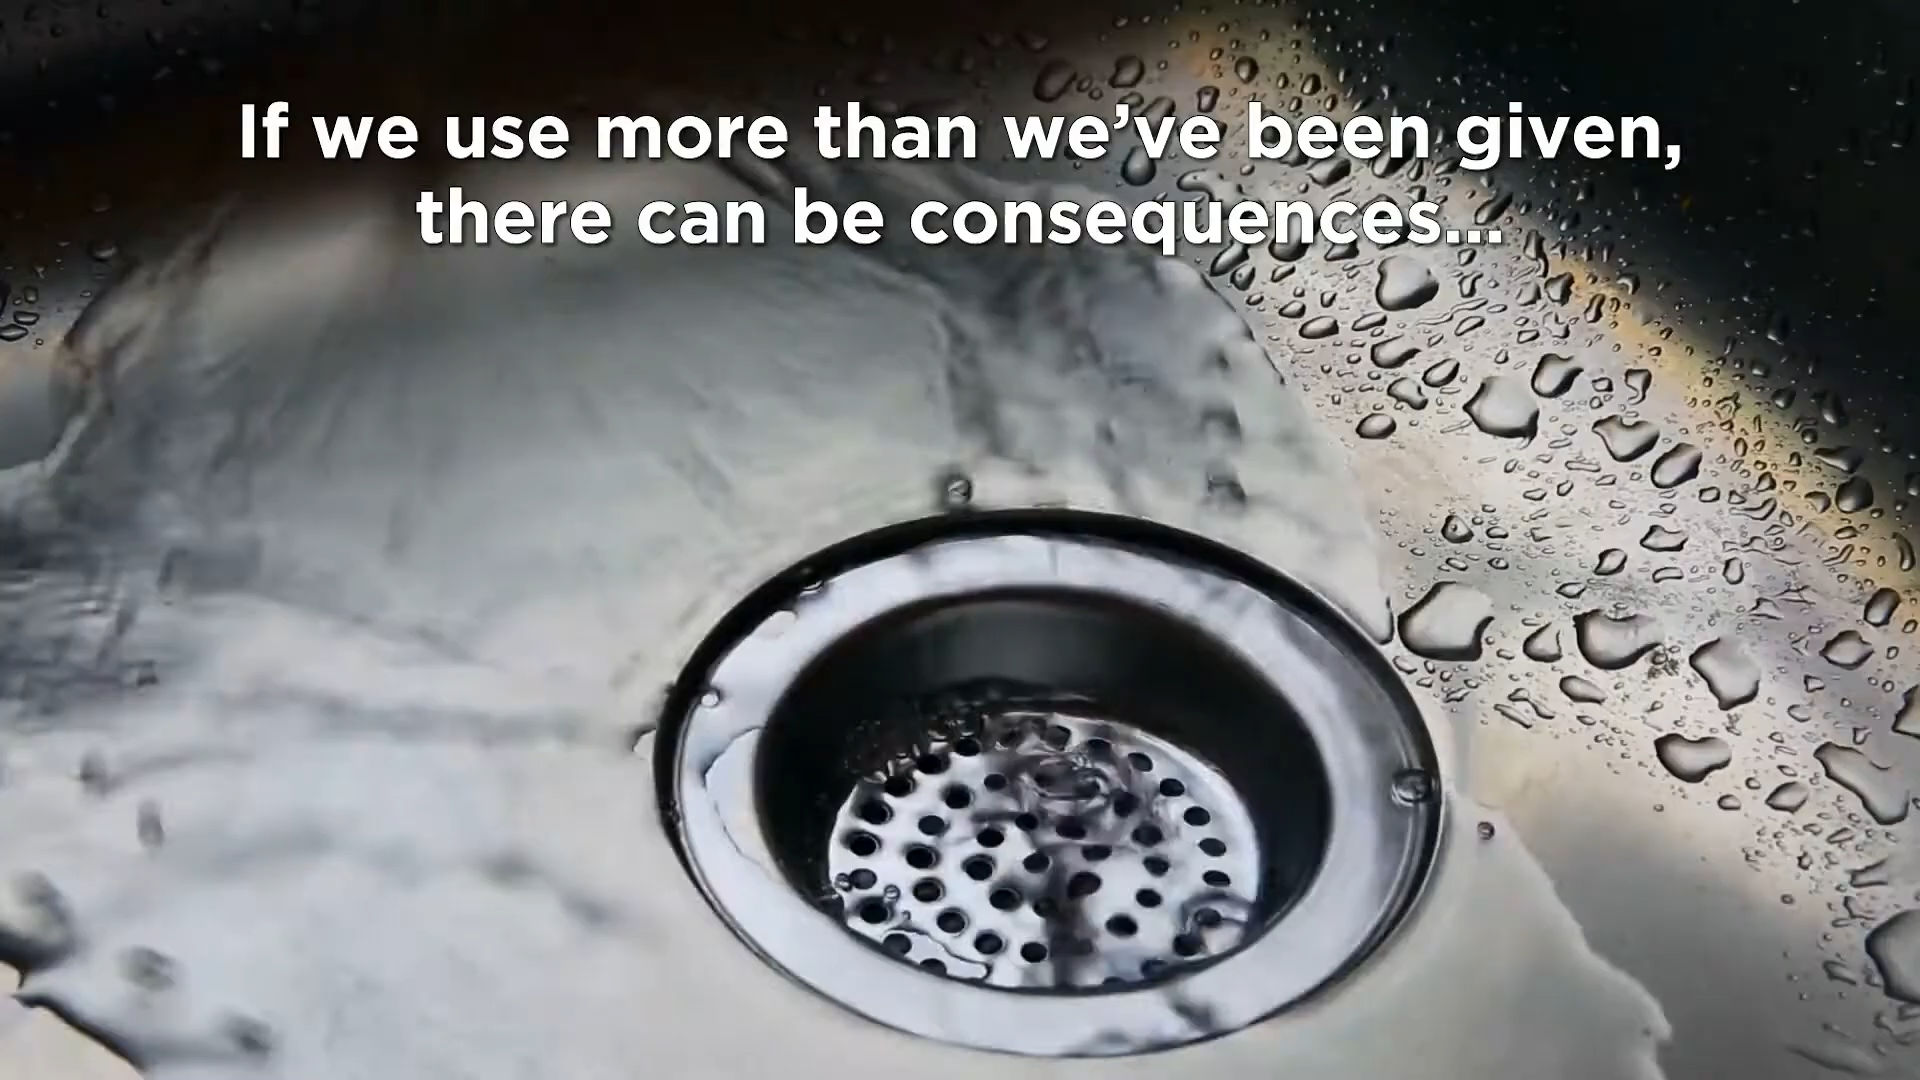 If we use more than we’ve been given,
there can be consequences...